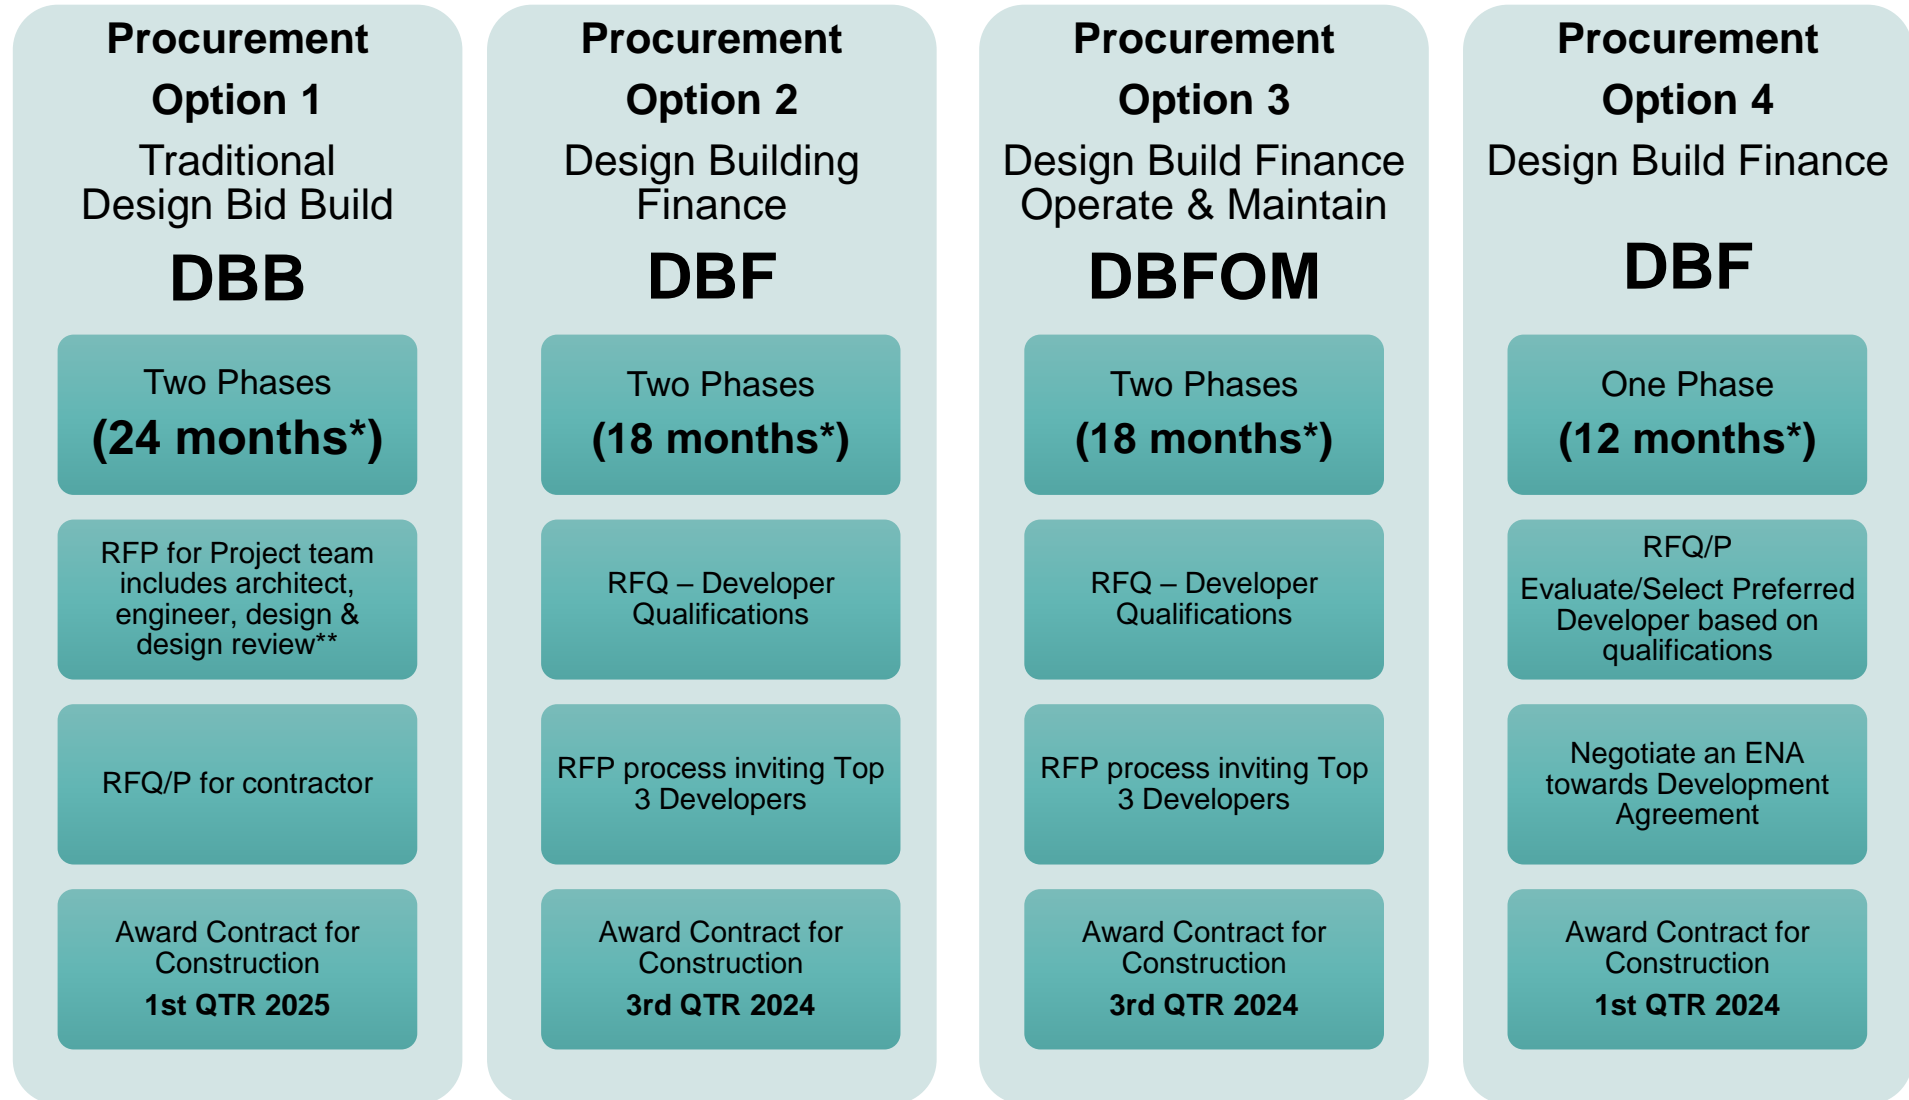 Procurement
Option 1
Traditional
Design Bid Build
DBB
Two Phases
(24 months*)
RFP for Project team
includes architect,
engineer, design &
design review**
RFQ/P for contractor
Award Contract for
Construction
1st QTR 2025
Procurement
Option 2
Design Building
Finance
DBF
Two Phases
(18 months*)
RFQ – Developer
Qualifications
RFP process inviting Top
3 Developers
Award Contract for
Construction
3rd QTR 2024
Procurement
Option 3
Design Build Finance
Operate & Maintain
DBFOM
Two Phases
(18 months*)
RFQ – Developer
Qualifications
RFP process inviting Top
3 Developers
Award Contract for
Construction
3rd QTR 2024
Procurement
Option 4
Design Build Finance
DBF
One Phase
(12 months*)
RFQ/P
Evaluate/Select Preferred
Developer based on
qualifications
Negotiate an ENA
towards Development
Agreement
Award Contract for
Construction
1st QTR 2024